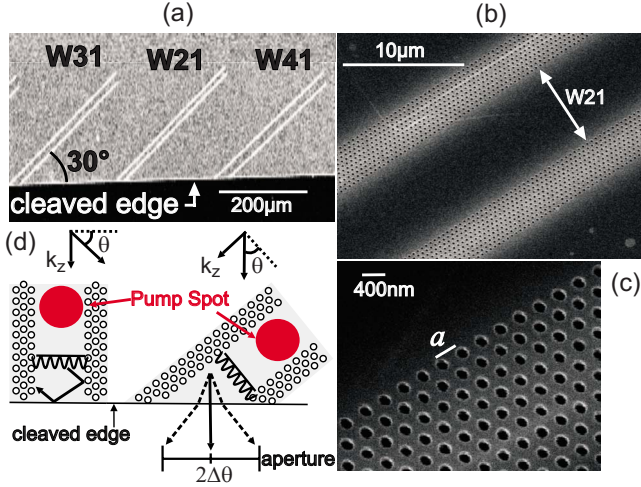 (a)
W31 W21 W41
30°
cleaved edge
200µm
(b)
10µm
W21
(d)
θ
k_z
k_z
θ
Pump Spot
cleaved edge
2Δθ
aperture
(c)
400nm
a